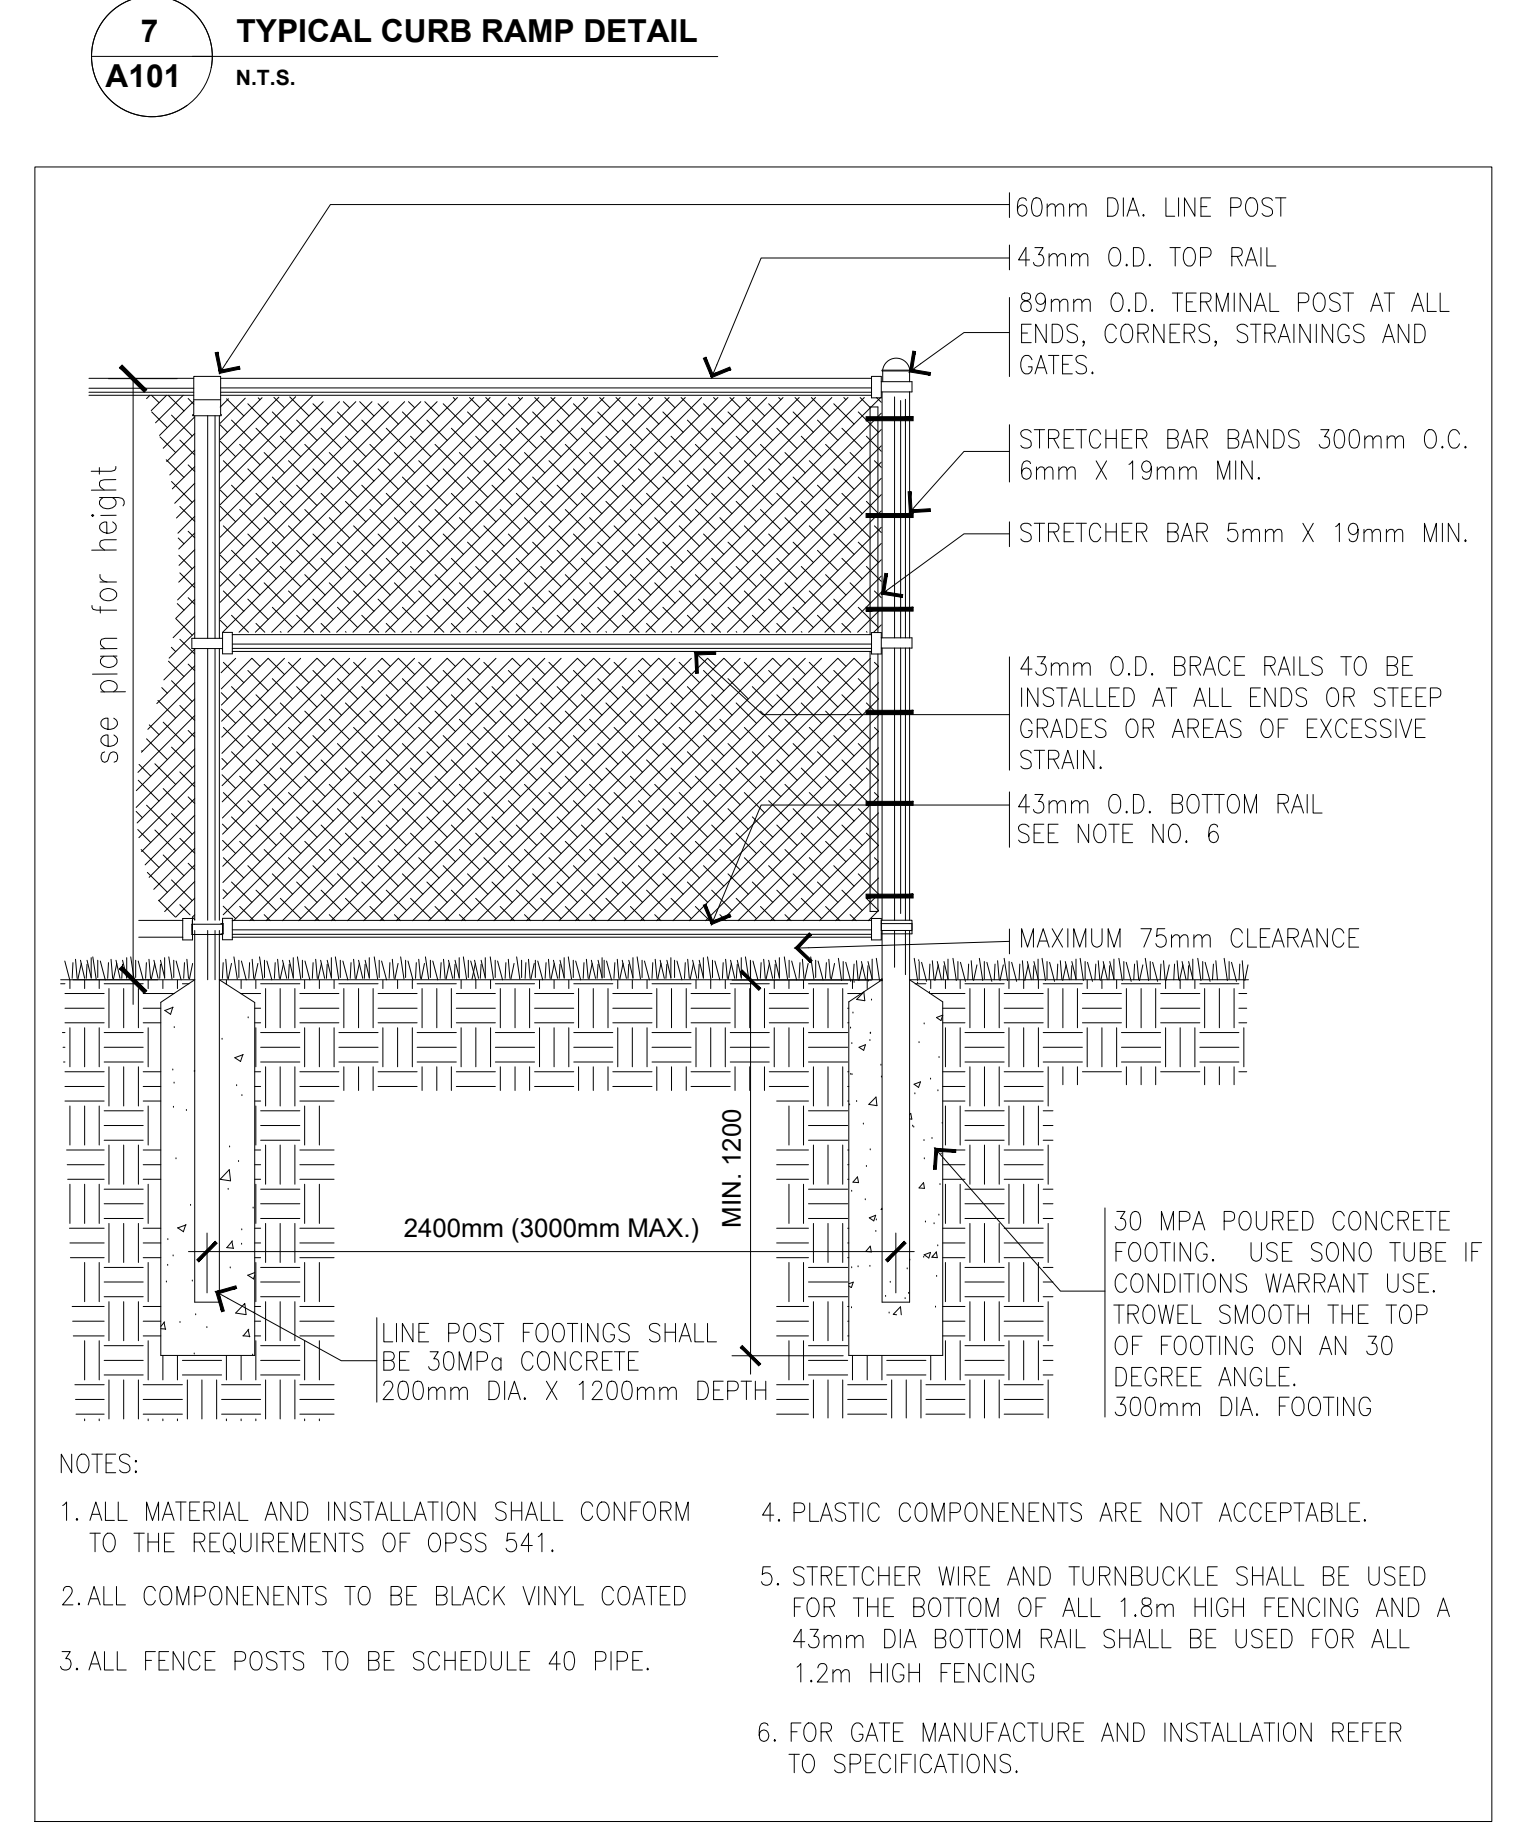 7
TYPICAL CURB RAMP DETAIL
A101
N.T.S.
60mm DIA. LINE POST
43mm O.D. TOP RAIL
89mm O.D. TERMINAL POST AT ALL
ENDS, CORNERS, STRAININGS AND
GATES.
STRETCHER BAR BANDS 300mm O.C.
6mm X 19mm MIN.
STRETCHER BAR 5mm X 19mm MIN.
see plan for height
43mm O.D. BRACE RAILS TO BE
INSTALLED AT ALL ENDS OR STEEP
GRADES OR AREAS OF EXCESSIVE
STRAIN.
43mm O.D. BOTTOM RAIL
SEE NOTE NO. 6
MAXIMUM 75mm CLEARANCE
MIN. 1200
2400mm (3000mm MAX.)
30 MPA POURED CONCRETE
FOOTING. USE SONO TUBE IF
CONDITIONS WARRANT USE.
TROWEL SMOOTH THE TOP
OF FOOTING ON AN 30
DEGREE ANGLE.
300mm DIA. FOOTING
LINE POST FOOTINGS SHALL
BE 30MPa CONCRETE
200mm DIA. X 1200mm DEPTH
NOTES:
1. ALL MATERIAL AND INSTALLATION SHALL CONFORM
TO THE REQUIREMENTS OF OPSS 541.
2. ALL COMPONENENTS TO BE BLACK VINYL COATED
3. ALL FENCE POSTS TO BE SCHEDULE 40 PIPE.
4. PLASTIC COMPONENENTS ARE NOT ACCEPTABLE.
5. STRETCHER WIRE AND TURNBUCKLE SHALL BE USED
FOR THE BOTTOM OF ALL 1.8m HIGH FENCING AND A
43mm DIA BOTTOM RAIL SHALL BE USED FOR ALL
1.2m HIGH FENCING
6. FOR GATE MANUFACTURE AND INSTALLATION REFER
TO SPECIFICATIONS.